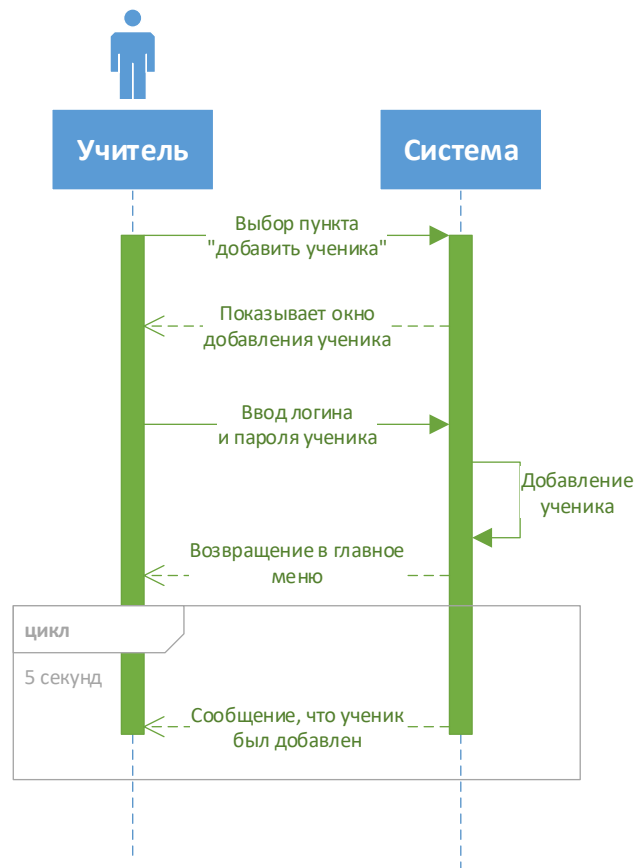 Учитель
Система
Выбор пункта
"добавить ученика"
Показывает окно
добавления ученика
Ввод логина
и пароля ученика
Добавление
ученика
Возвращение в главное
меню
цикл
5 секунд
Сообщение, что ученик
был добавлен